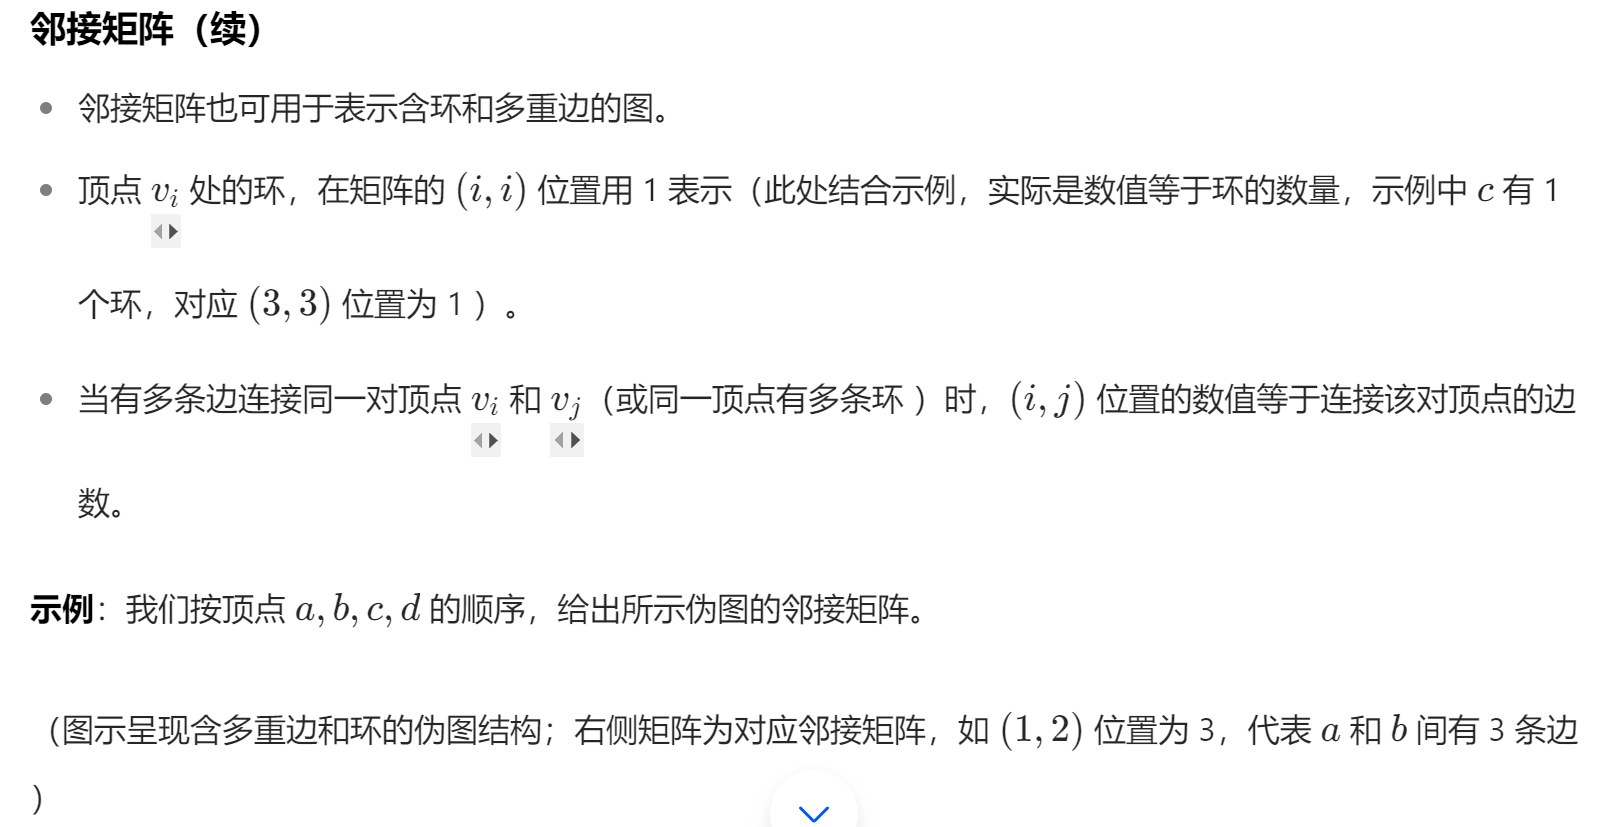 邻接矩阵（续）
邻接矩阵也可用于表示含环和多重边的图。
顶点 v_i 处的环，在矩阵的 (i, i) 位置用 1 表示（此处结合示例，实际是数值等于环的数量，示例中 c 有 1
个环，对应 (3, 3) 位置为 1 ）。
当有多条边连接同一对顶点 v_i 和 v_j（或同一顶点有多条环 ）时，(i, j) 位置的数值等于连接该对顶点的边
数。
示例：我们按顶点 a, b, c, d 的顺序，给出所示伪图的邻接矩阵。
（图示呈现含多重边和环的伪图结构；右侧矩阵为对应邻接矩阵，如 (1, 2) 位置为 3，代表 a 和 b 间有 3 条边
）